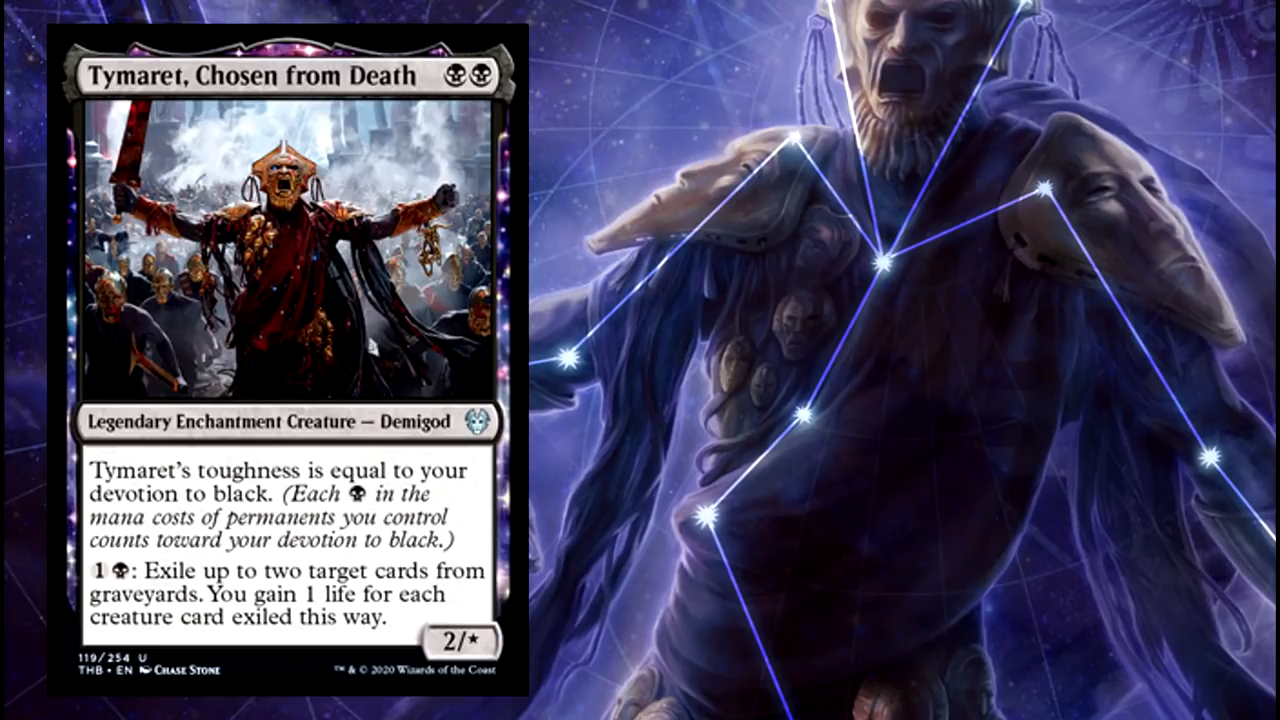 Tymaret, Chosen from Death
Legendary Enchantment Creature — Demigod
Tymaret's toughness is equal to your
devotion to black. (Each in the
mana costs of permanents you control
counts toward your devotion to black.)
1 : Exile up to two target cards from
graveyards. You gain 1 life for each
creature card exiled this way.
2/*
119/254 U
THB • EN Chase Stone
™ & © 2020 Wizards of the Coast